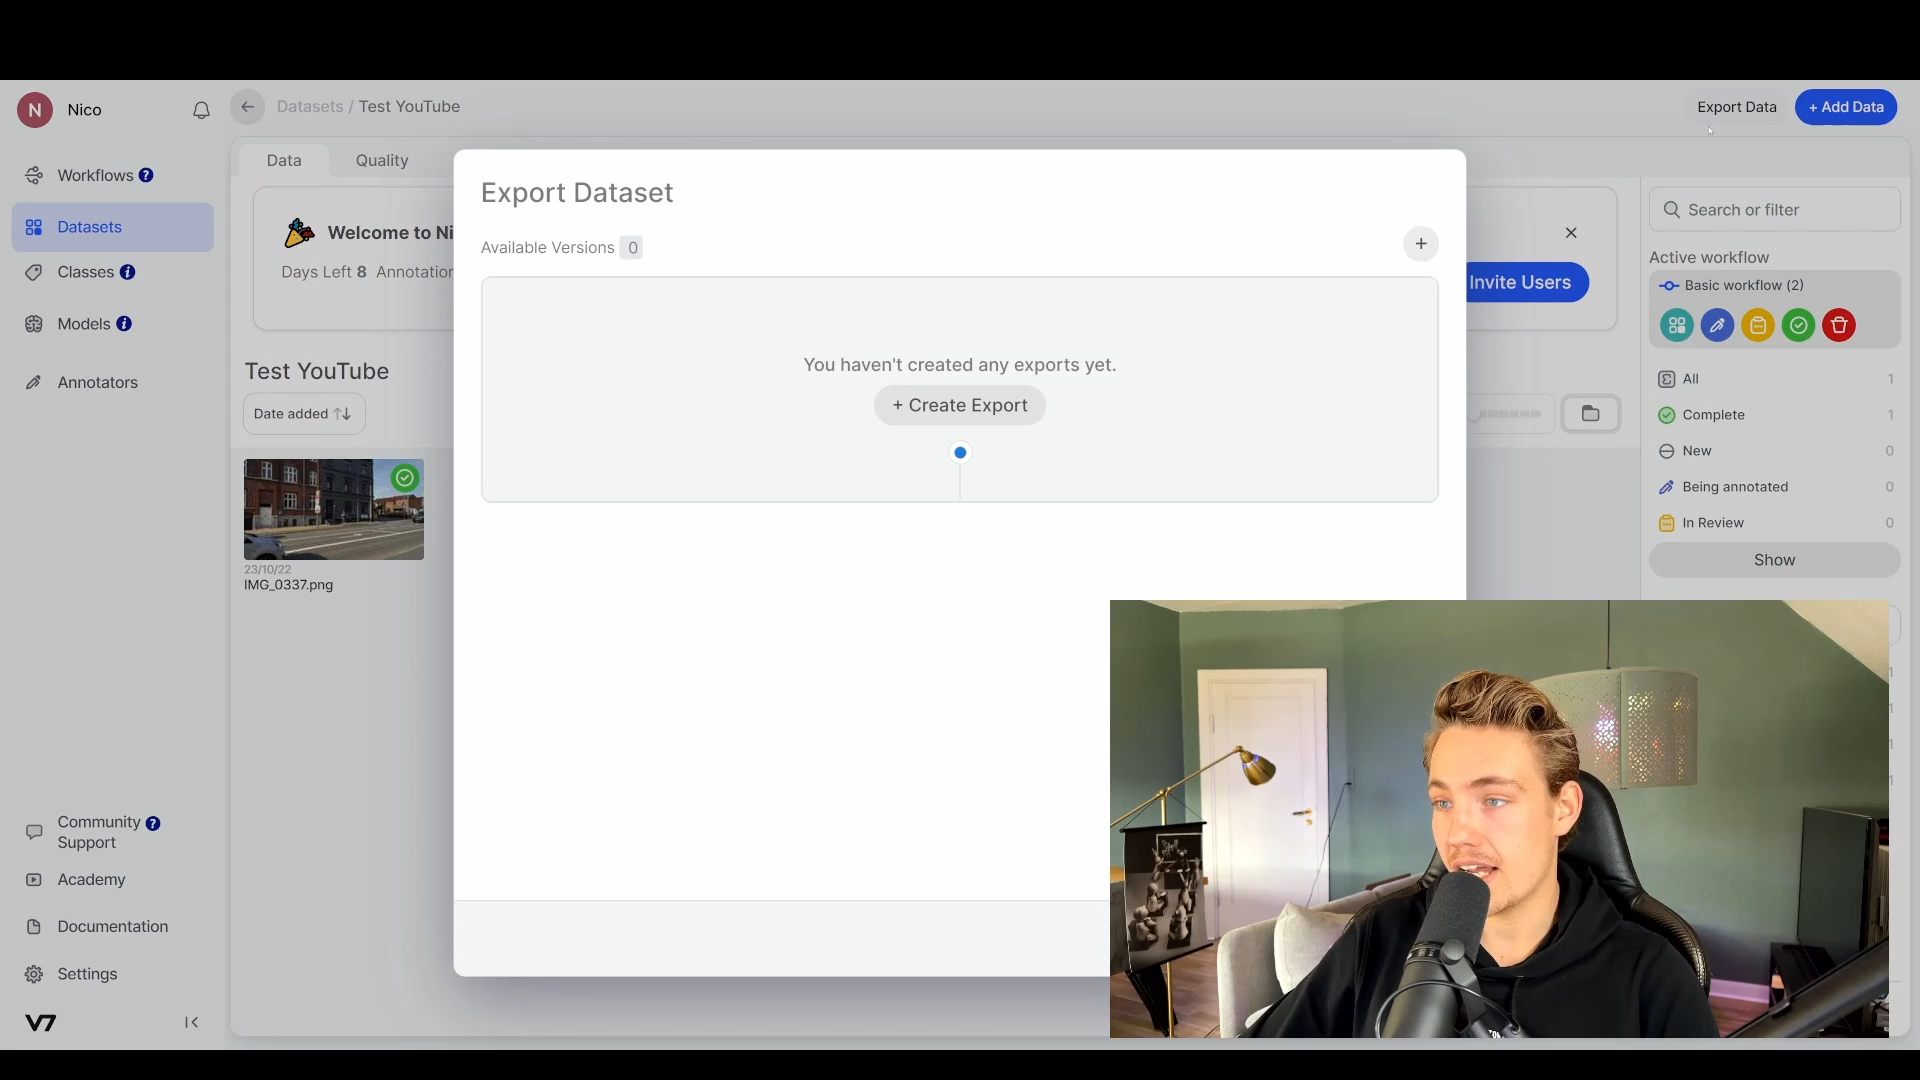 N Nico
Datasets / Test YouTube
Export Data
+ Add Data
Workflows ?
Datasets
Classes i
Models i
Annotators
Community ?
Support
Academy
Documentation
Settings
V7
Data
Quality
Welcome to Ni
Days Left 8 Annotation
Test YouTube
Date added
23/10/22
IMG_0337.png
Export Dataset
Available Versions 0
+
You haven't created any exports yet.
+ Create Export
Invite Users
Search or filter
Active workflow
Basic workflow (2)
All 1
Complete 1
New 0
Being annotated 0
In Review 0
Show